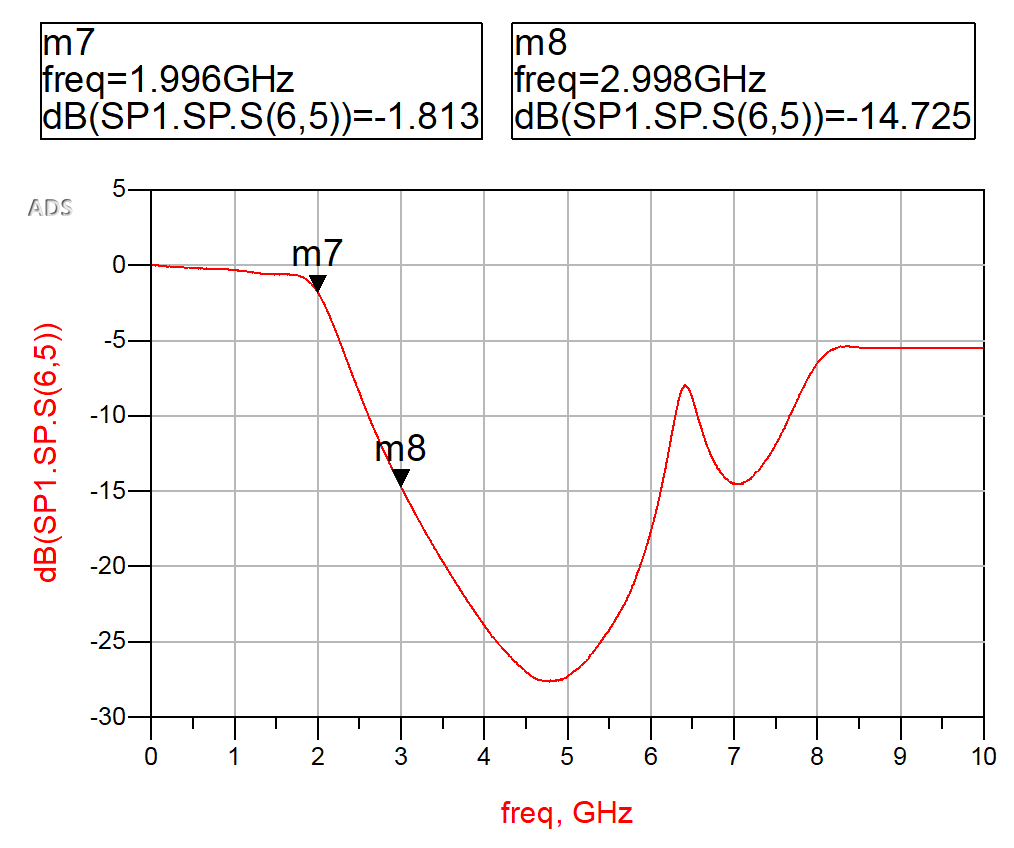 m7
freq=1.996GHz
dB(SP1.SP.S(6,5))=-1.813
m8
freq=2.998GHz
dB(SP1.SP.S(6,5))=-14.725
ADS
m7
m8
5
0
-5
-10
-15
-20
-25
-30
dB(SP1.SP.S(6,5))
0 1 2 3 4 5 6 7 8 9 10
freq, GHz